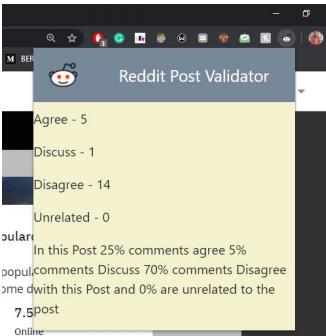 M BER
Reddit Post Validator
Agree - 5
Discuss - 1
Disagree - 14
Unrelated - 0
In this Post 25% comments agree 5%
comments Discuss 70% comments Disagree
with this Post and 0% are unrelated to the
post
pular
popul
ome d
7.5
Online